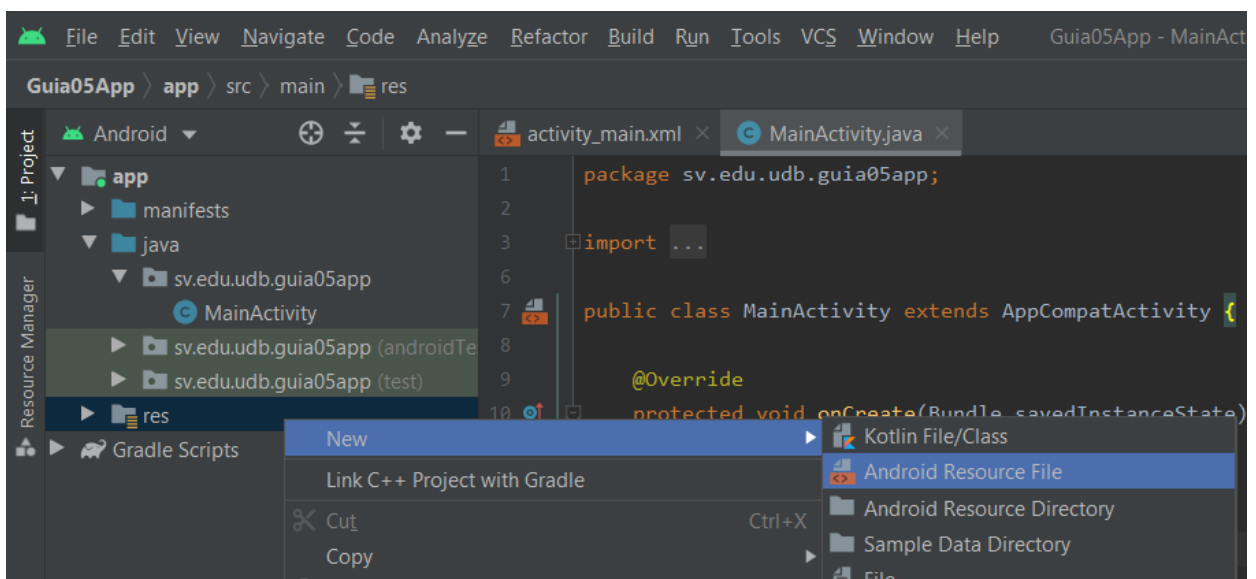 File Edit View Navigate Code Analyze Refactor Build Run Tools VCS Window Help Guia05App - MainAct
Guia05App app src main res
1: Project
Resource Manager
Android
app
manifests
java
sv.edu.udb.guia05app
MainActivity
sv.edu.udb.guia05app (androidTe
sv.edu.udb.guia05app (test)
res
Gradle Scripts
activity_main.xml MainActivity.java
1 package sv.edu.udb.guia05app;
2
3 import ...
6
7 public class MainActivity extends AppCompatActivity {
8
9 @Override
10 protected void onCreate(Bundle savedInstanceState)
New
Link C++ Project with Gradle
Cut Ctrl+X
Copy
Kotlin File/Class
Android Resource File
Android Resource Directory
Sample Data Directory
File